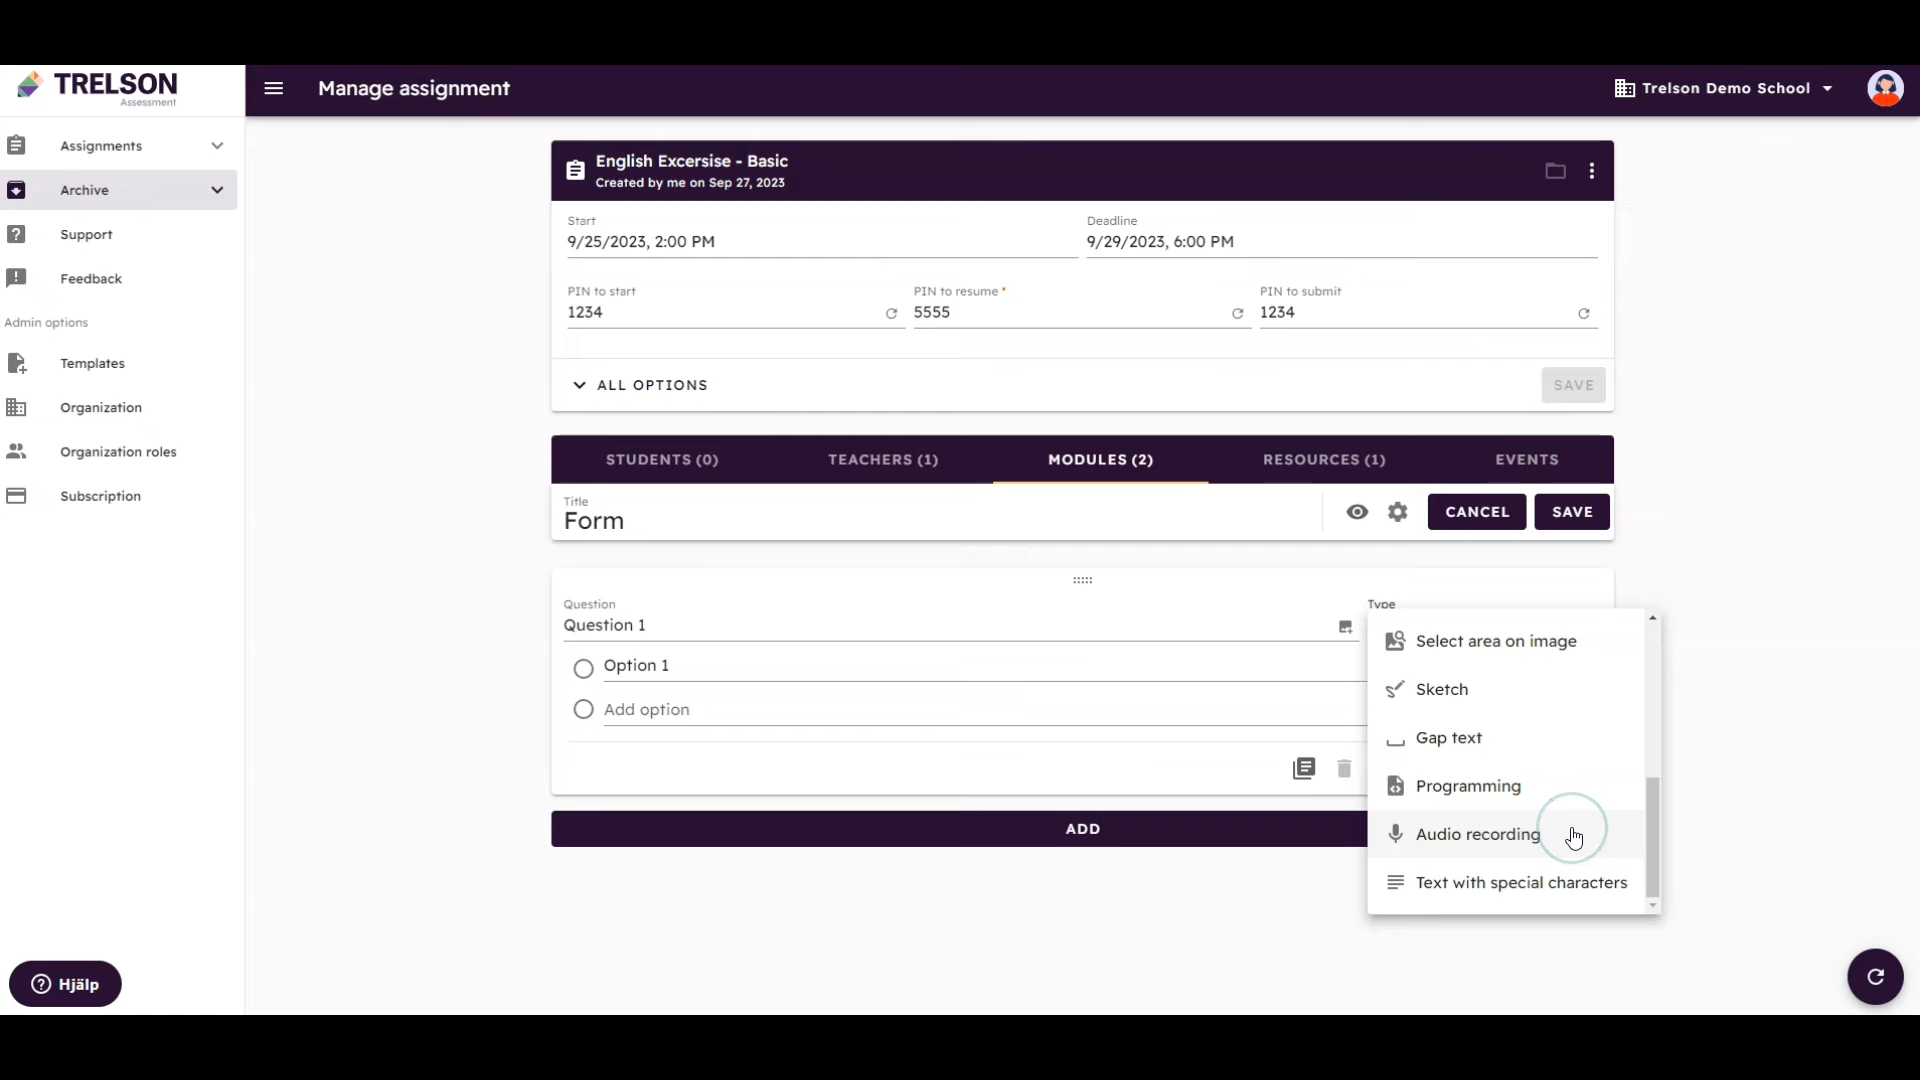 TRELSON
Assessment
Manage assignment
Trelson Demo School
Assignments
Archive
Support
Feedback
Admin options
Templates
Organization
Organization roles
Subscription
Hjälp
English Excersise - Basic
Created by me on Sep 27, 2023
Start
9/25/2023, 2:00 PM
Deadline
9/29/2023, 6:00 PM
PIN to start
1234
PIN to resume *
5555
PIN to submit
1234
ALL OPTIONS
SAVE
STUDENTS (0)
TEACHERS (1)
MODULES (2)
RESOURCES (1)
EVENTS
Title
Form
CANCEL
SAVE
Question
Question 1
Type
Option 1
Add option
ADD
Select area on image
Sketch
Gap text
Programming
Audio recording
Text with special characters